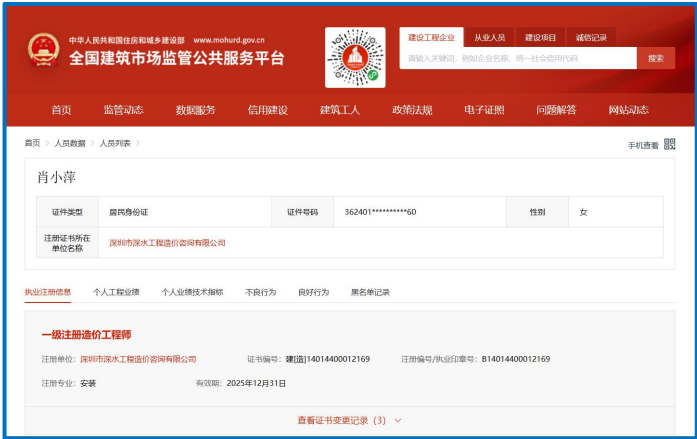 中华人民共和国住房和城乡建设部 www.mohurd.gov.cn
全国建筑市场监管公共服务平台
建设工程企业 从业人员 建设项目 诚信记录
请输入关键词，例如企业名称、统一社会信用代码 搜索
首页 监管动态 数据服务 信用建设 建筑工人 政策法规 电子证照 问题解答 网站动态
首页 > 人员数据 > 人员列表 >
手机查看
肖小萍
证件类型 居民身份证 证件号码 362401**********60 性别 女
注册证书所在
单位名称
深圳市深水工程造价咨询有限公司
执业注册信息 个人工程业绩 个人业绩技术指标 不良行为 良好行为 黑名单记录
一级注册造价工程师
注册单位：深圳市深水工程造价咨询有限公司 证书编号：建[造]14014400012169 注册编号/执业印章号：B14014400012169
注册专业：安装 有效期：2025年12月31日
查看证书变更记录（3）